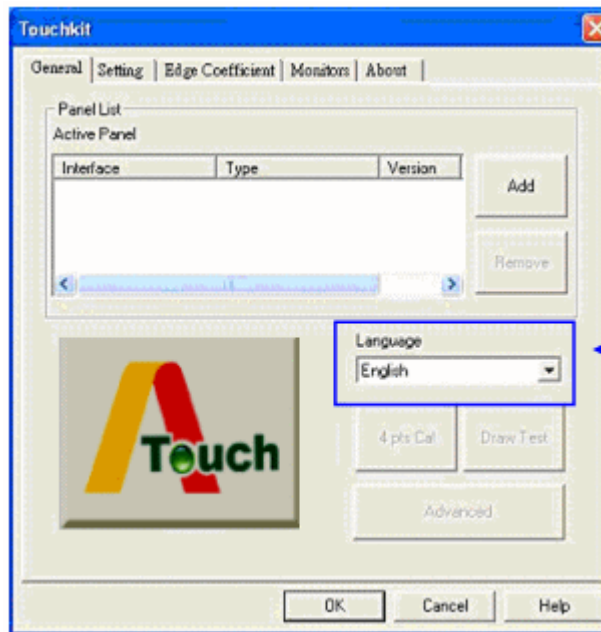 Touchkit
General Setting Edge Coefficient Monitors About
Panel List
Active Panel
Interface Type Version
Add
Remove
Language
English
Touch
4 pts Cal Draw Test
Advanced
OK Cancel Help